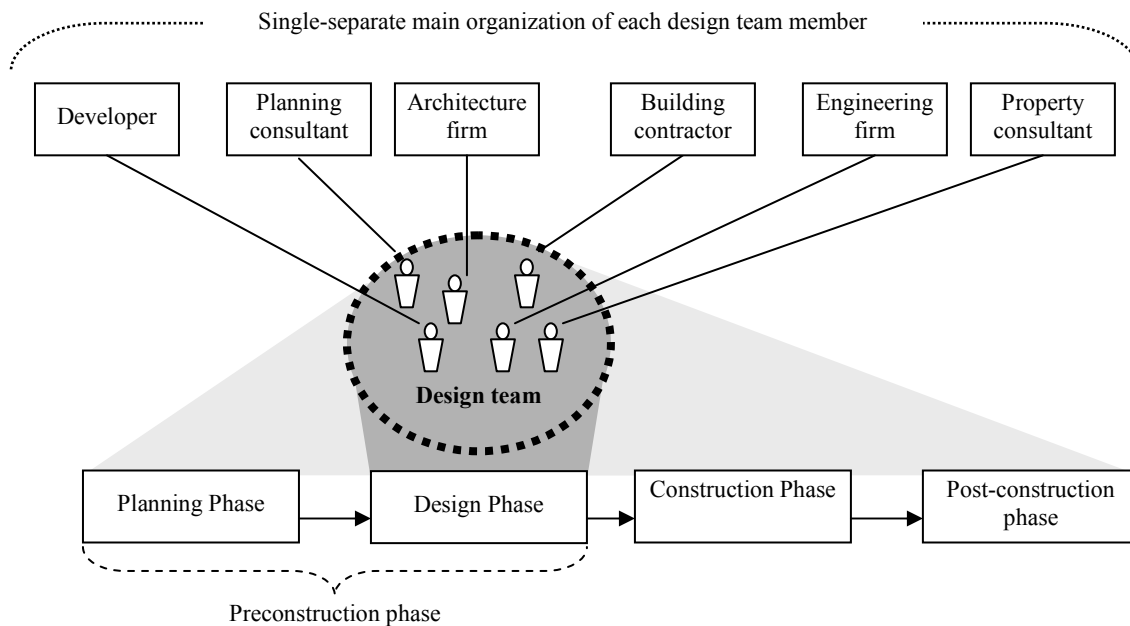 Single-separate main organization of each design team member
Developer
Planning
consultant
Architecture
firm
Building
contractor
Engineering
firm
Property
consultant
Design team
Planning Phase
Design Phase
Construction Phase
Post-construction
phase
Preconstruction phase